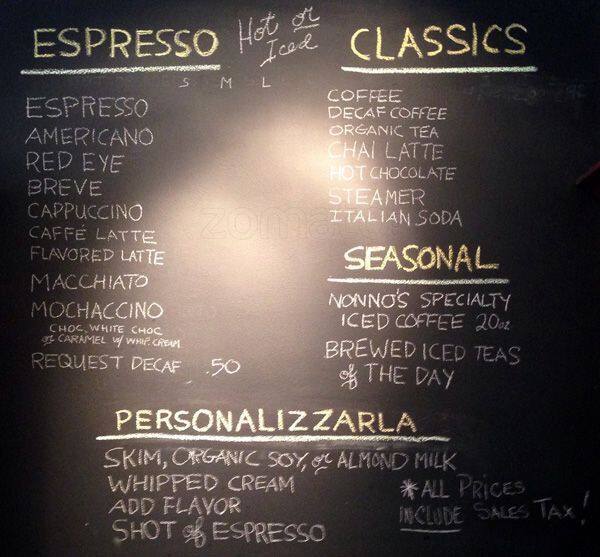 ESPRESSO
Hot or
Iced
S M L
ESPRESSO
AMERICANO
RED EYE
BREVE
CAPPUCCINO
CAFFÉ LATTE
FLAVORED LATTE
MACCHIATO
MOCHACCINO
CHOC, WHITE CHOC
or CARAMEL w/ WHIP. CREAM
REQUEST DECAF .50
CLASSICS
COFFEE
DECAF COFFEE
ORGANIC TEA
CHAI LATTE
HOT CHOCOLATE
STEAMER
ITALIAN SODA
SEASONAL
NONNO'S SPECIALTY
ICED COFFEE 20oz
BREWED ICED TEAS
of THE DAY
PERSONALIZZARLA
SKIM, ORGANIC SOY, or ALMOND MILK
WHIPPED CREAM
ADD FLAVOR
SHOT of ESPRESSO
*ALL PRICES
INCLUDE SALES TAX!